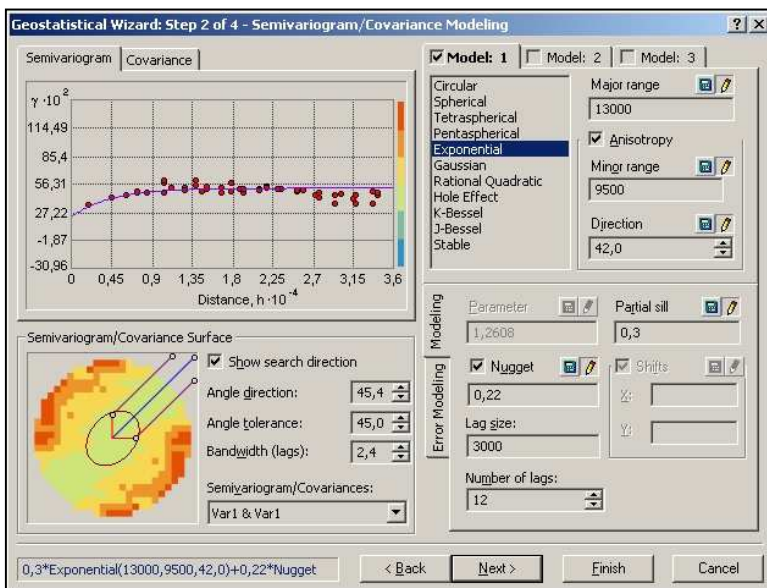 Geostatistical Wizard: Step 2 of 4 - Semivariogram/Covariance Modeling
Semivariogram
Covariance
γ·10²
114,49
85,4
56,31
27,22
-1,87
-30,96
0 0,45 0,9 1,35 1,8 2,25 2,7 3,15 3,6
Distance, h·10⁻⁴
Model: 1
Model: 2
Model: 3
Circular
Spherical
Tetraspherical
Pentaspherical
Exponential
Gaussian
Rational Quadratic
Hole Effect
K-Bessel
J-Bessel
Stable
Major range
13000
Anisotropy
Minor range
9500
Direction
42,0
Semivariogram/Covariance Surface
Show search direction
Angle direction:
45,4
Angle tolerance:
45,0
Bandwidth (lags):
2,4
Semivariogram/Covariances:
Var1 & Var1
Modeling
Error Modeling
Parameter
1,2608
Partial sill
0,3
Nugget
0,22
Shifts
X:
Y:
Lag size:
3000
Number of lags:
12
0,3*Exponential(13000,9500,42,0)+0,22*Nugget
< Back
Next >
Finish
Cancel